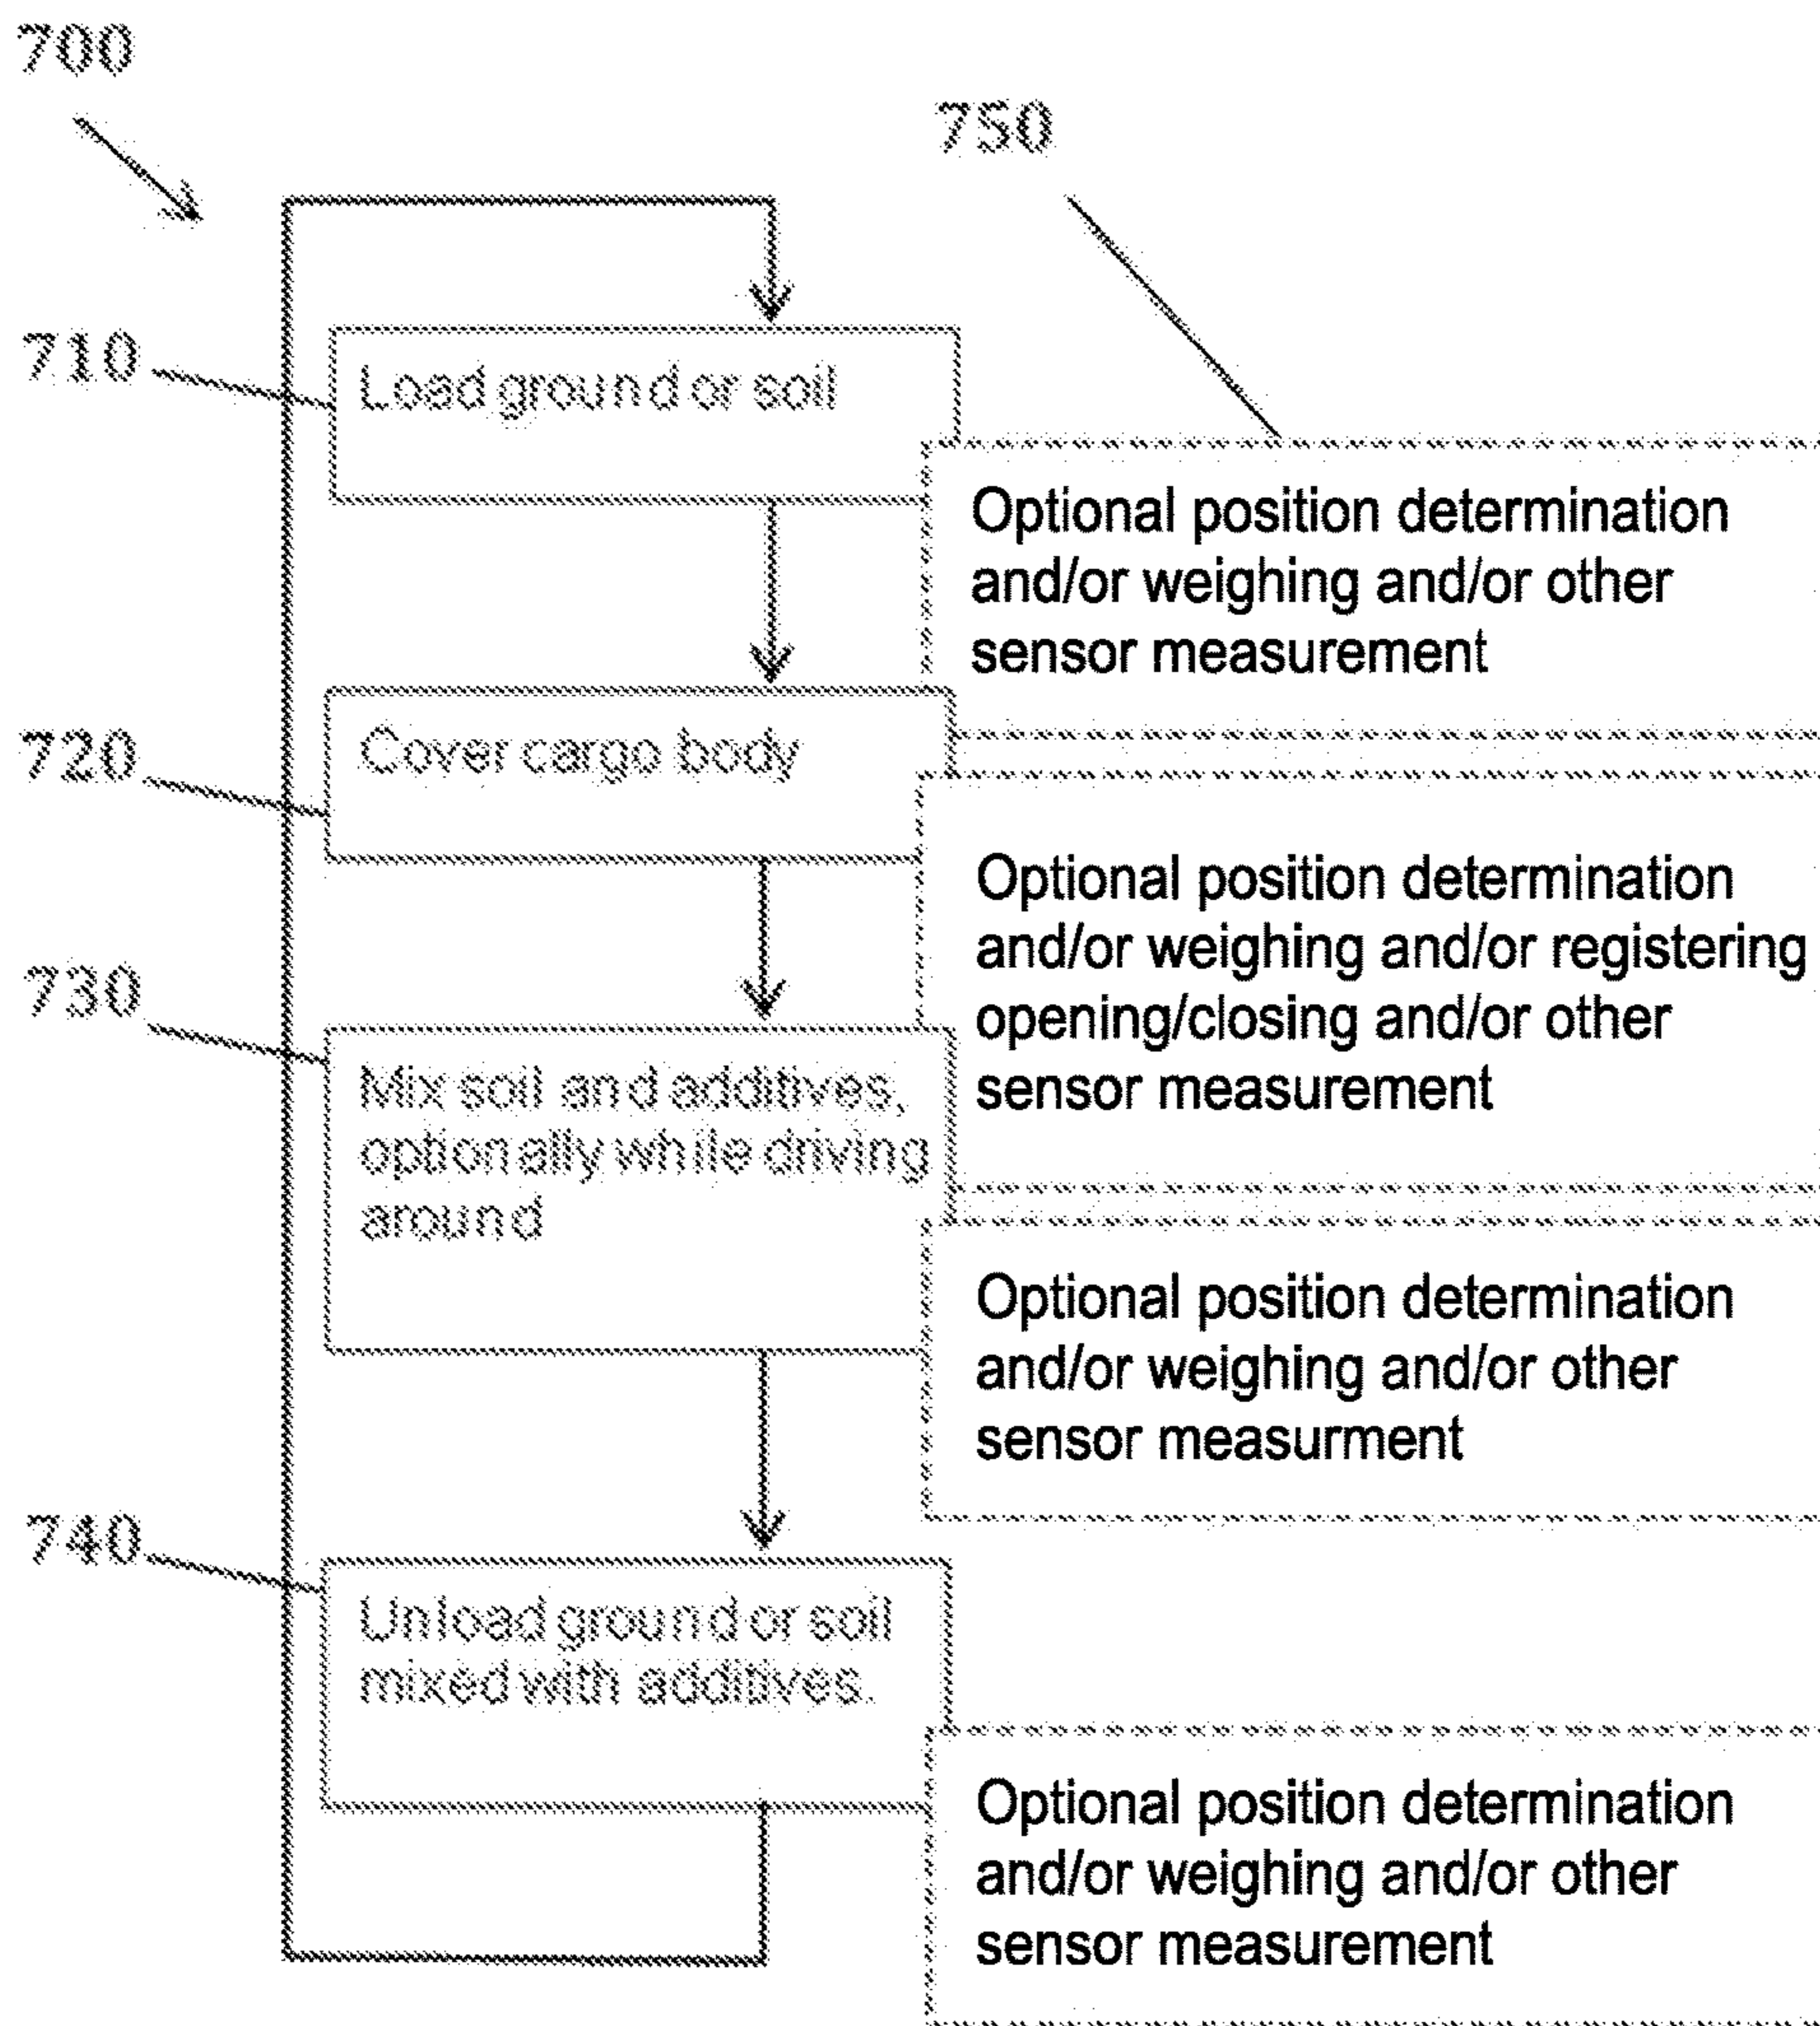 700
750
710
Load ground or soil
Optional position determination
and/or weighing and/or other
sensor measurement
720
Cover cargo body
Optional position determination
and/or weighing and/or registering
opening/closing and/or other
sensor measurement
730
Mix soil and additives,
optionally while driving
around
Optional position determination
and/or weighing and/or other
sensor measurment
740
Unload ground or soil
mixed with additives.
Optional position determination
and/or weighing and/or other
sensor measurement